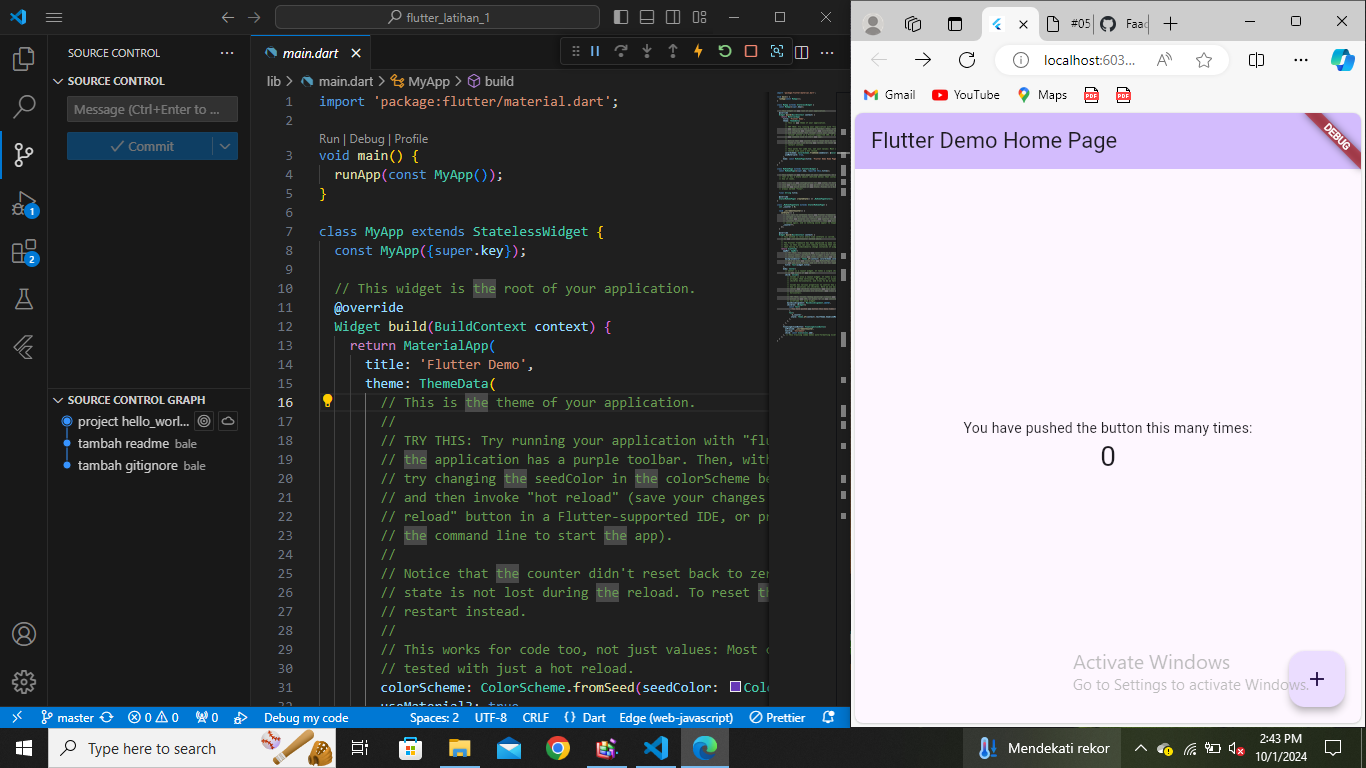 flutter_latihan_1
SOURCE CONTROL
SOURCE CONTROL
Message (Ctrl+Enter to ...
Commit
1
2
SOURCE CONTROL GRAPH
project hello_worl...
tambah readme bale
tambah gitignore bale
main.dart
lib > main.dart > MyApp > build
1 import 'package:flutter/material.dart';
2
Run | Debug | Profile
3 void main() {
4 runApp(const MyApp());
5 }
6
7 class MyApp extends StatelessWidget {
8 const MyApp({super.key});
9
10 // This widget is the root of your application.
11 @override
12 Widget build(BuildContext context) {
13 return MaterialApp(
14 title: 'Flutter Demo',
15 theme: ThemeData(
16 // This is the theme of your application.
17 //
18 // TRY THIS: Try running your application with "flu
19 // the application has a purple toolbar. Then, with
20 // try changing the seedColor in the colorScheme be
21 // and then invoke "hot reload" (save your changes
22 // reload" button in a Flutter-supported IDE, or pr
23 // the command line to start the app).
24 //
25 // Notice that the counter didn't reset back to zer
26 // state is not lost during the reload. To reset th
27 // restart instead.
28 //
29 // This works for code too, not just values: Most c
30 // tested with just a hot reload.
31 colorScheme: ColorScheme.fromSeed(seedColor: Colo
master 0 0 0 Debug my code Spaces: 2 UTF-8 CRLF {} Dart Edge (web-javascript) Prettier
#05
Faac
localhost:603...
Gmail YouTube Maps
Flutter Demo Home Page
DEBUG
You have pushed the button this many times:
0
+
Activate Windows
Go to Settings to activate Windows.
Type here to search
Mendekati rekor
2:43 PM
10/1/2024